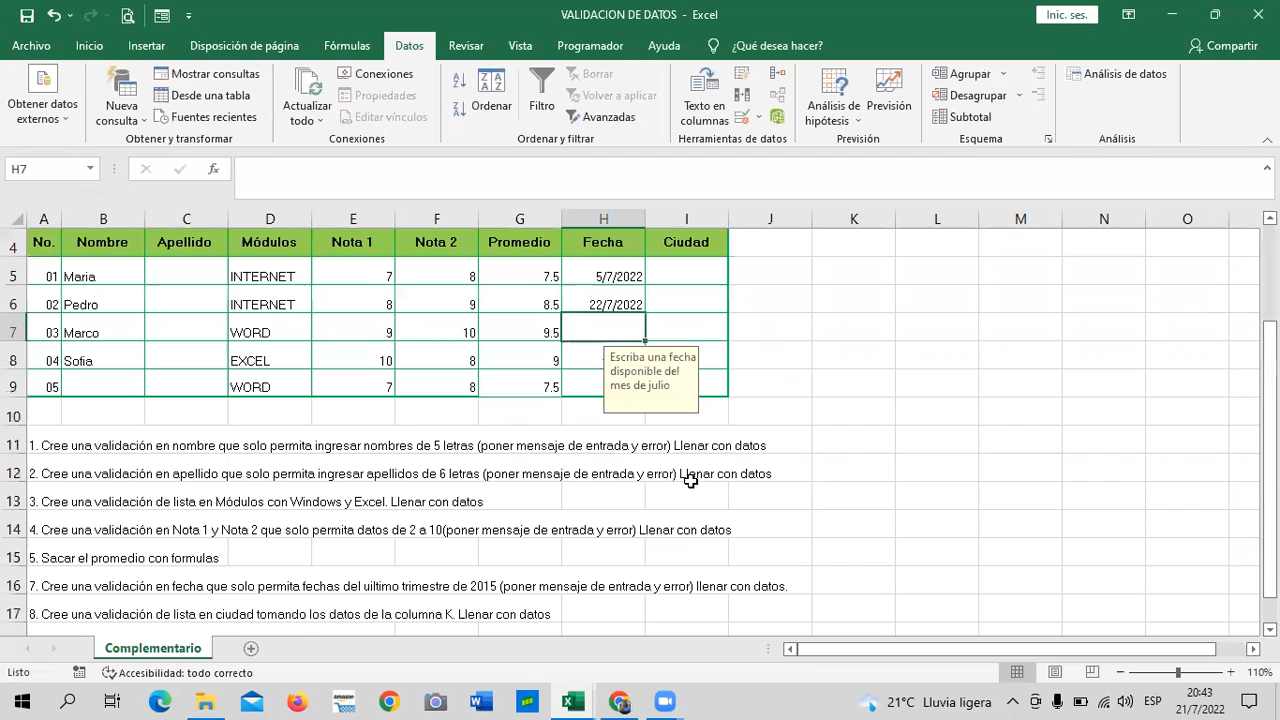 VALIDACION DE DATOS - Excel
Inic. ses.
Archivo Inicio Insertar Disposición de página Fórmulas Datos Revisar Vista Programador Ayuda ¿Qué desea hacer? Compartir
Obtener datos externos
Nueva consulta
Mostrar consultas
Desde una tabla
Fuentes recientes
Obtener y transformar
Actualizar todo
Conexiones
Propiedades
Editar vínculos
Conexiones
Ordenar
Filtro
Borrar
Volver a aplicar
Avanzadas
Ordenar y filtrar
Texto en columnas
Herramientas de datos
Análisis de hipótesis
Previsión
Previsión
Agrupar
Desagrupar
Subtotal
Esquema
Análisis de datos
Análisis
H7 fx
A B C D E F G H I J K L M N O
4 No. Nombre Apellido Módulos Nota 1 Nota 2 Promedio Fecha Ciudad
5 01 Maria INTERNET 7 8 7.5 5/7/2022
6 02 Pedro INTERNET 8 9 8.5 22/7/2022
7 03 Marco WORD 9 10 9.5
8 04 Sofia EXCEL 10 8 9
9 05 WORD 7 8 7.5
Escriba una fecha
disponible del
mes de julio
10
11 1. Cree una validación en nombre que solo permita ingresar nombres de 5 letras (poner mensaje de entrada y error) Llenar con datos
12 2. Cree una validación en apellido que solo permita ingresar apellidos de 6 letras (poner mensaje de entrada y error) Llenar con datos
13 3. Cree una validación de lista en Módulos con Windows y Excel. Llenar con datos
14 4. Cree una validación en Nota 1 y Nota 2 que solo permita datos de 2 a 10(poner mensaje de entrada y error) Llenar con datos
15 5. Sacar el promedio con formulas
16 7. Cree una validación en fecha que solo permita fechas del uiltimo trimestre de 2015 (poner mensaje de entrada y error) llenar con datos.
17 8. Cree una validación de lista en ciudad tomando los datos de la columna K. Llenar con datos
Complementario
Listo Accesibilidad: todo correcto 110%
21°C Lluvia ligera ESP 20:43
21/7/2022